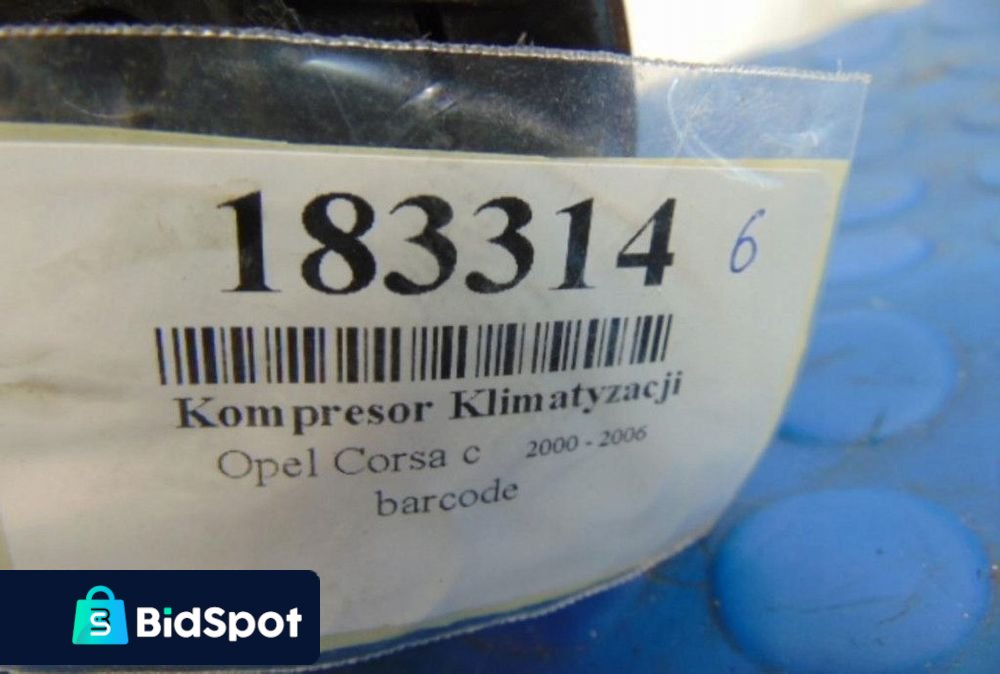 183314 6
Kompresor Klimatyzacji
Opel Corsa c 2000 - 2006
barcode
BidSpot